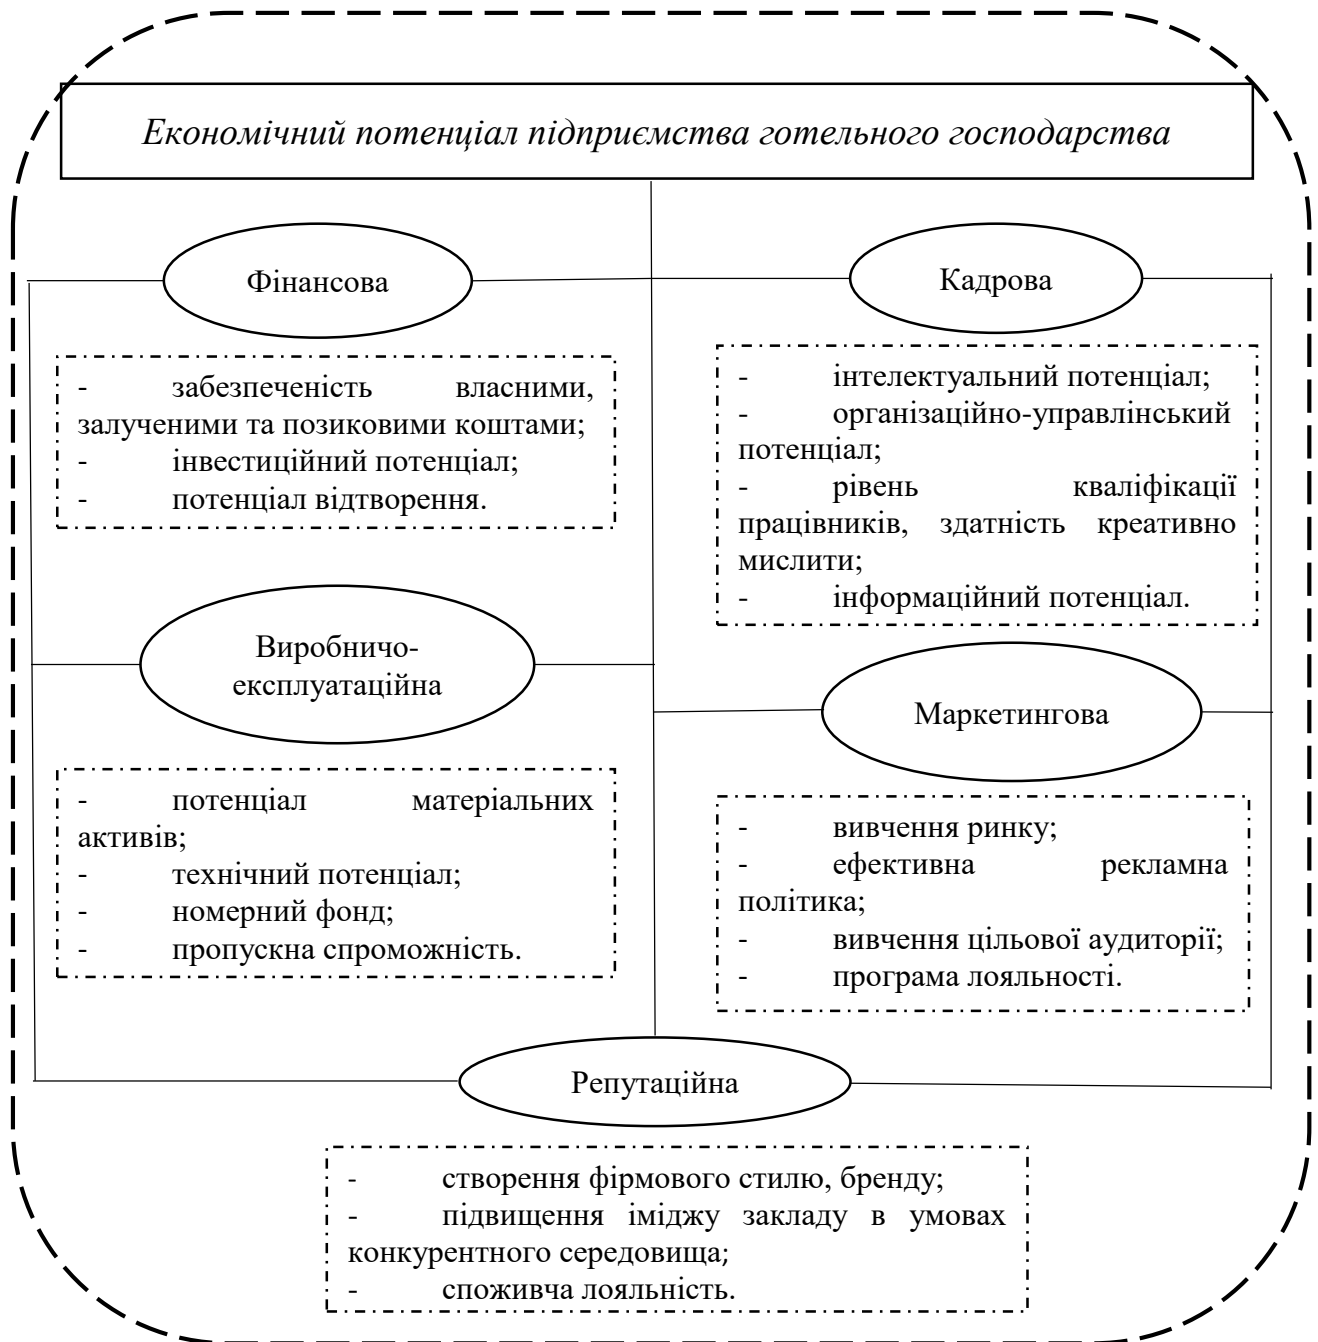 Економічний потенціал підприємства готельного господарства
Фінансова
- забезпеченість власними,
залученими та позиковими коштами;
- інвестиційний потенціал;
- потенціал відтворення.
Кадрова
- інтелектуальний потенціал;
- організаційно-управлінський
потенціал;
- рівень кваліфікації
працівників, здатність креативно
мислити;
- інформаційний потенціал.
Виробничо-
експлуатаційна
- потенціал матеріальних
активів;
- технічний потенціал;
- номерний фонд;
- пропускна спроможність.
Маркетингова
- вивчення ринку;
- ефективна рекламна
політика;
- вивчення цільової аудиторії;
- програма лояльності.
Репутаційна
- створення фірмового стилю, бренду;
- підвищення іміджу закладу в умовах
конкурентного середовища;
- споживча лояльність.